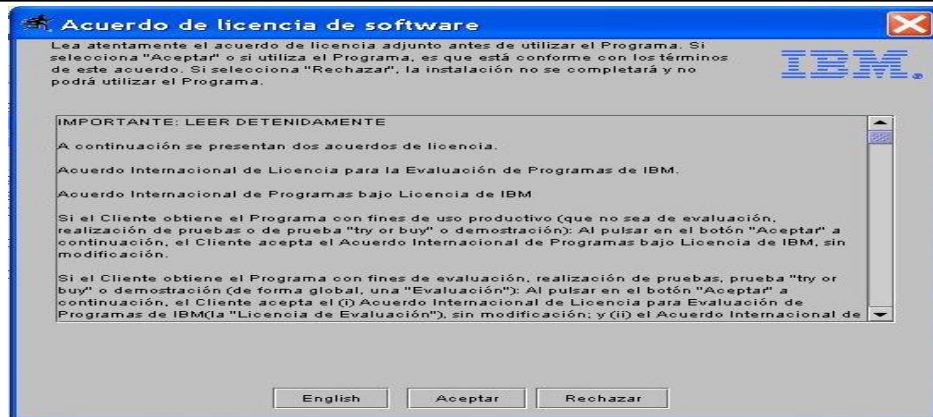 Acuerdo de licencia de software
Lea atentamente el acuerdo de licencia adjunto antes de utilizar el Programa. Si
selecciona "Aceptar" o si utiliza el Programa, es que está conforme con los términos
de este acuerdo. Si selecciona "Rechazar", la instalación no se completará y no
podrá utilizar el Programa.
IBM®
IMPORTANTE: LEER DETENIDAMENTE
A continuación se presentan dos acuerdos de licencia.
Acuerdo Internacional de Licencia para la Evaluación de Programas de IBM.
Acuerdo Internacional de Programas bajo Licencia de IBM
Si el Cliente obtiene el Programa con fines de uso productivo (que no sea de evaluación,
realización de pruebas o de prueba "try or buy" o demostración): Al pulsar en el botón "Aceptar" a
continuación, el Cliente acepta el Acuerdo Internacional de Programas bajo Licencia de IBM, sin
modificación.
Si el Cliente obtiene el Programa con fines de evaluación, realización de pruebas, prueba "try or
buy" o demostración (de forma global, una "Evaluación"): Al pulsar en el botón "Aceptar" a
continuación, el Cliente acepta el (i) Acuerdo Internacional de Licencia para Evaluación de
Programas de IBM(la "Licencia de Evaluación"), sin modificación; y (ii) el Acuerdo Internacional de
English
Aceptar
Rechazar